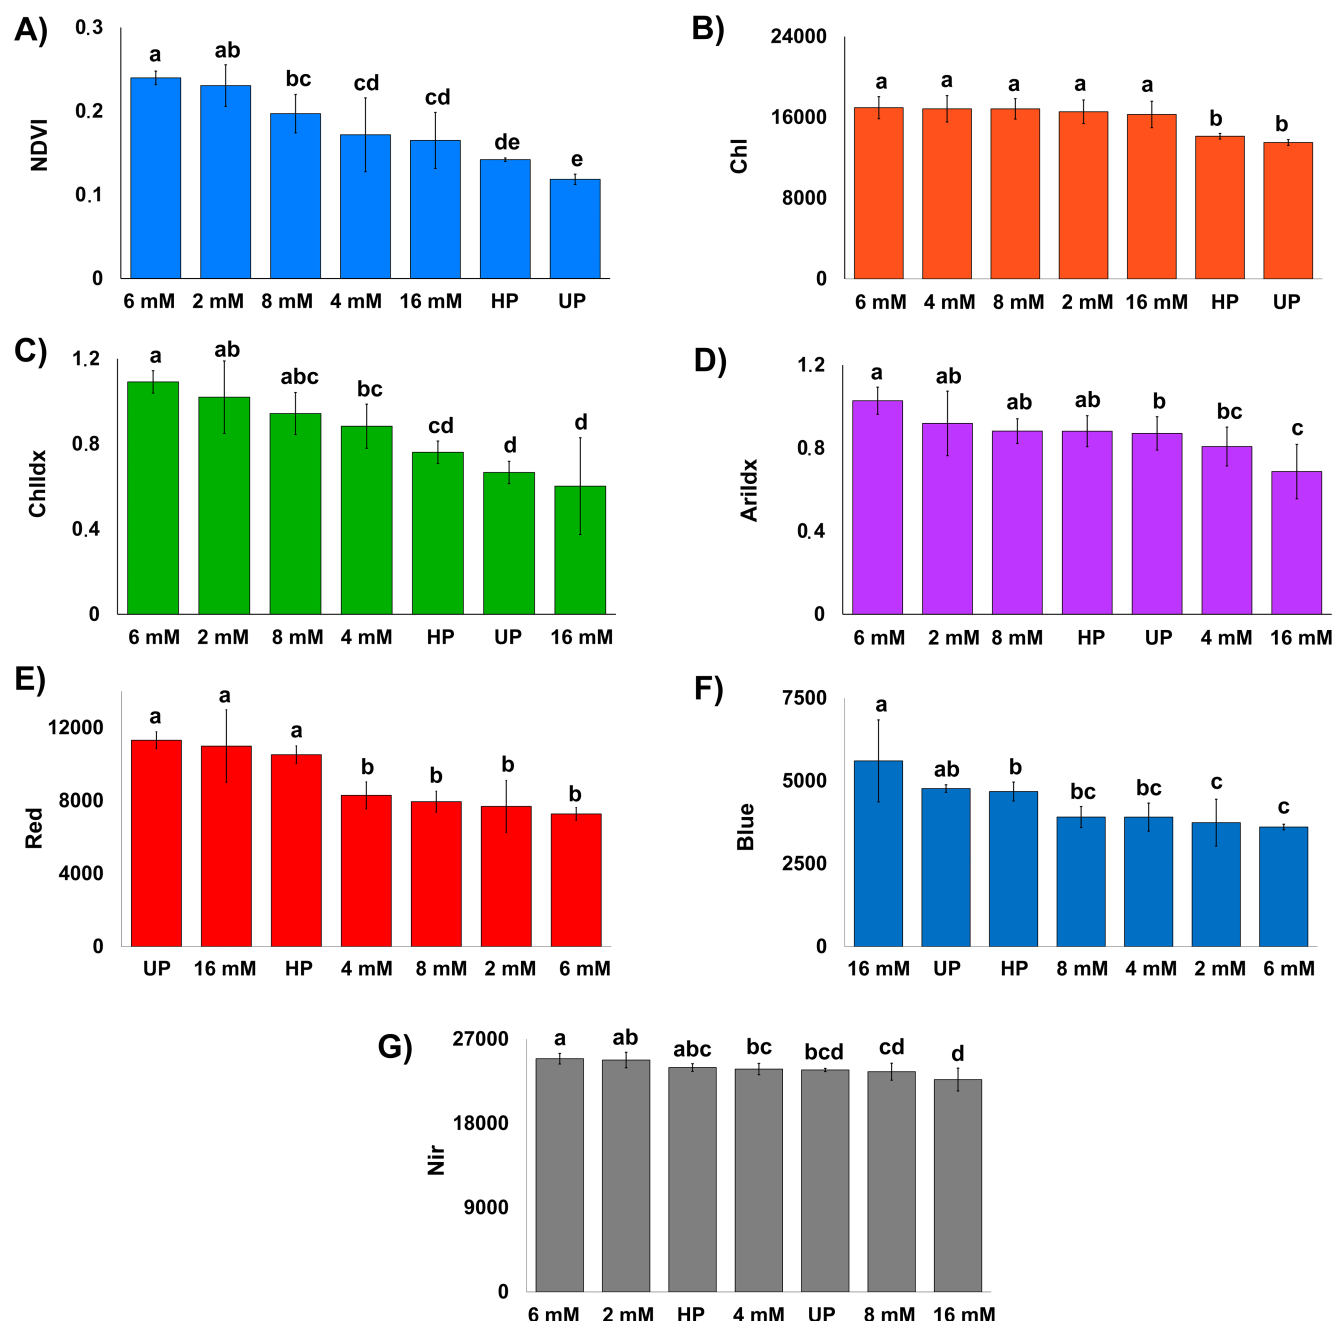 A)
NDVI
0.3
0.2
0.1
0
a ab bc cd cd de e
6 mM 2 mM 8 mM 4 mM 16 mM HP UP
B)
Chl
24000
16000
8000
0
a a a a a b b
6 mM 4 mM 8 mM 2 mM 16 mM HP UP
C)
ChlIdx
1.2
0.8
0.4
0
a ab abc bc cd d d
6 mM 2 mM 8 mM 4 mM HP UP 16 mM
D)
AriIdx
1.2
0.8
0.4
0
a ab ab ab b bc c
6 mM 2 mM 8 mM HP UP 4 mM 16 mM
E)
Red
12000
8000
4000
0
a a a b b b b
UP 16 mM HP 4 mM 8 mM 2 mM 6 mM
F)
Blue
7500
5000
2500
0
a ab b bc bc c c
16 mM UP HP 8 mM 4 mM 2 mM 6 mM
G)
Nir
27000
18000
9000
0
a ab abc bc bcd cd d
6 mM 2 mM HP 4 mM UP 8 mM 16 mM